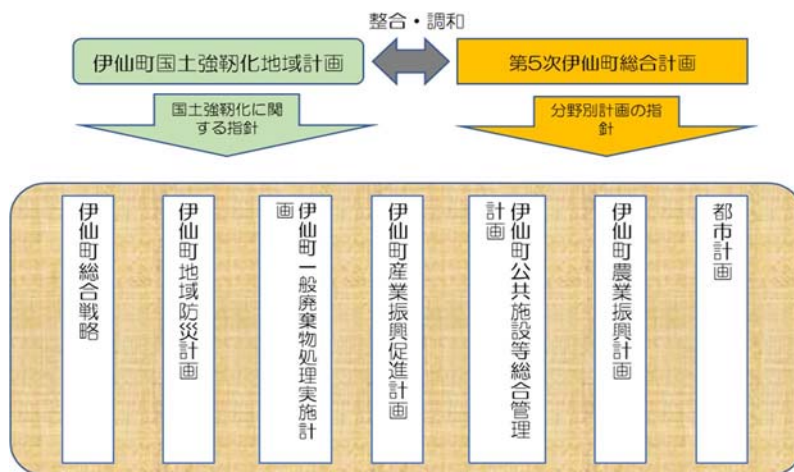 整合・調和
伊仙町国土強靭化地域計画
第5次伊仙町総合計画
国土強靭化に関
する指針
分野別計画の指
針
伊仙町総合戦略
伊仙町地域防災計画
伊仙町一般廃棄物処理実施計
画
伊仙町産業振興促進計画
伊仙町公共施設等総合管理
計画
伊仙町農業振興計画
都市計画